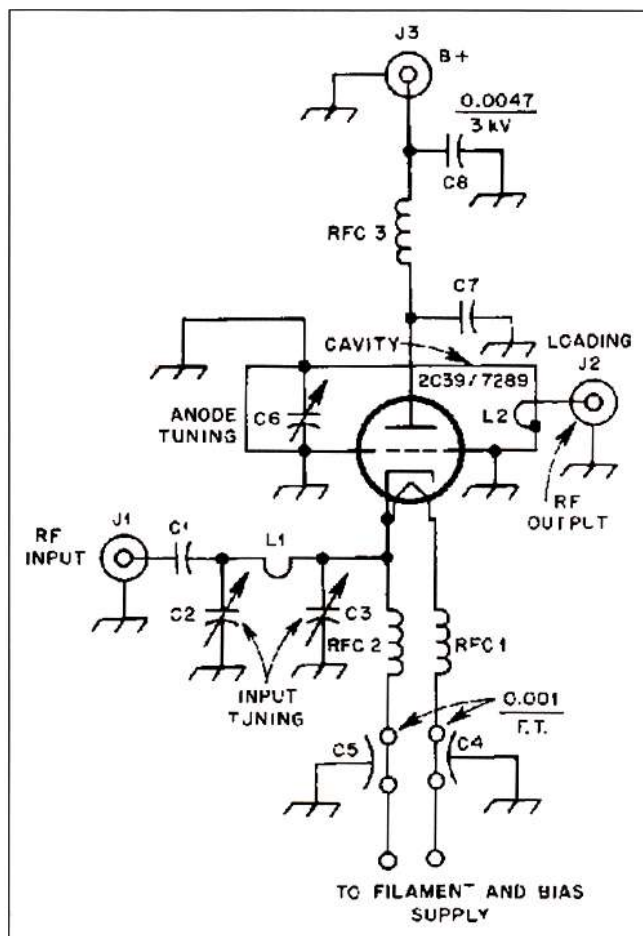 J3
B+
0.0047
3 kV
C8
RFC 3
C7
CAVITY
LOADING
2C39/7289
J2
ANODE
TUNING
C6
L2
RF
OUTPUT
J1
RF
INPUT
C1
L1
C2
C3
RFC 2
RFC 1
INPUT
TUNING
0.001
F.T.
C5
C4
TO FILAMENT AND BIAS
SUPPLY